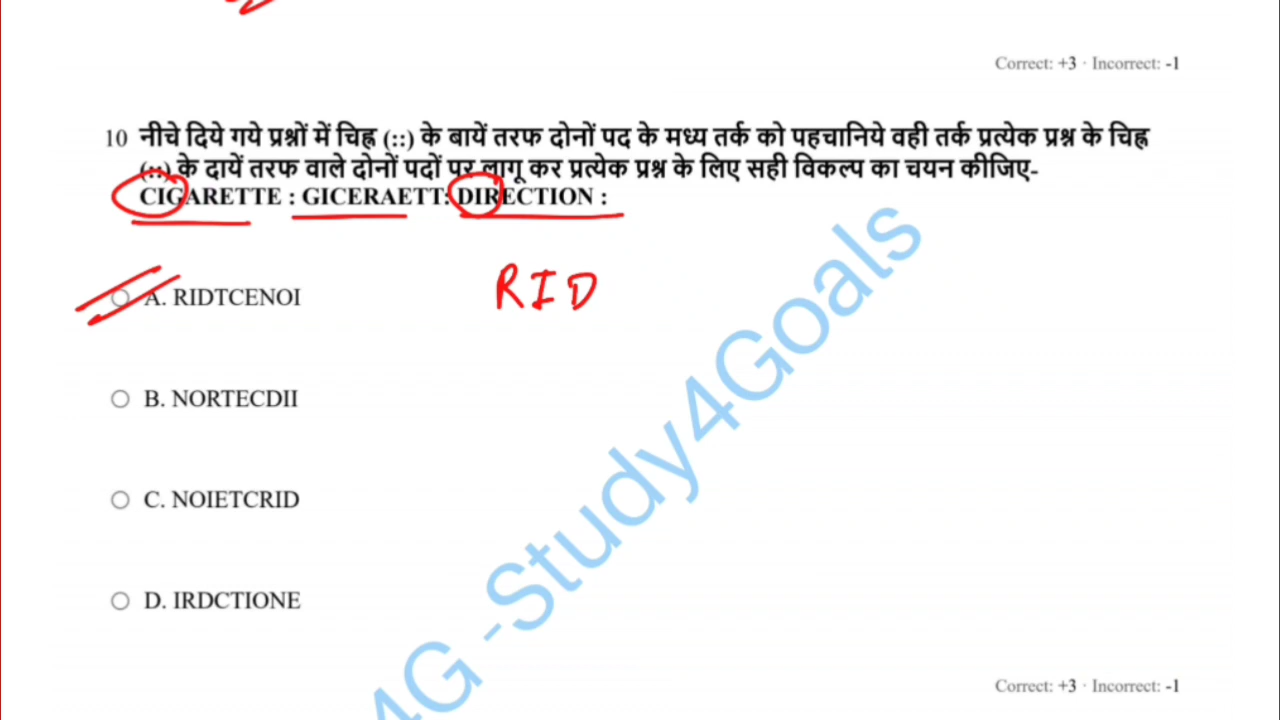 Correct: +3 · Incorrect: -1
10 नीचे दिये गये प्रश्नों में चिह्न (::) के बायें तरफ दोनों पद के मध्य तर्क को पहचानिये वही तर्क प्रत्येक प्रश्न के चिह्न
(::) के दायें तरफ वाले दोनों पदों पर लागू कर प्रत्येक प्रश्न के लिए सही विकल्प का चयन कीजिए-
CIGARETTE : GICERAETT: DIRECTION :
RID
A. RIDTCENOI
B. NORTECDII
C. NOIETCRID
D. IRDCTIONE
4G -Study4Goals
Correct: +3 · Incorrect: -1